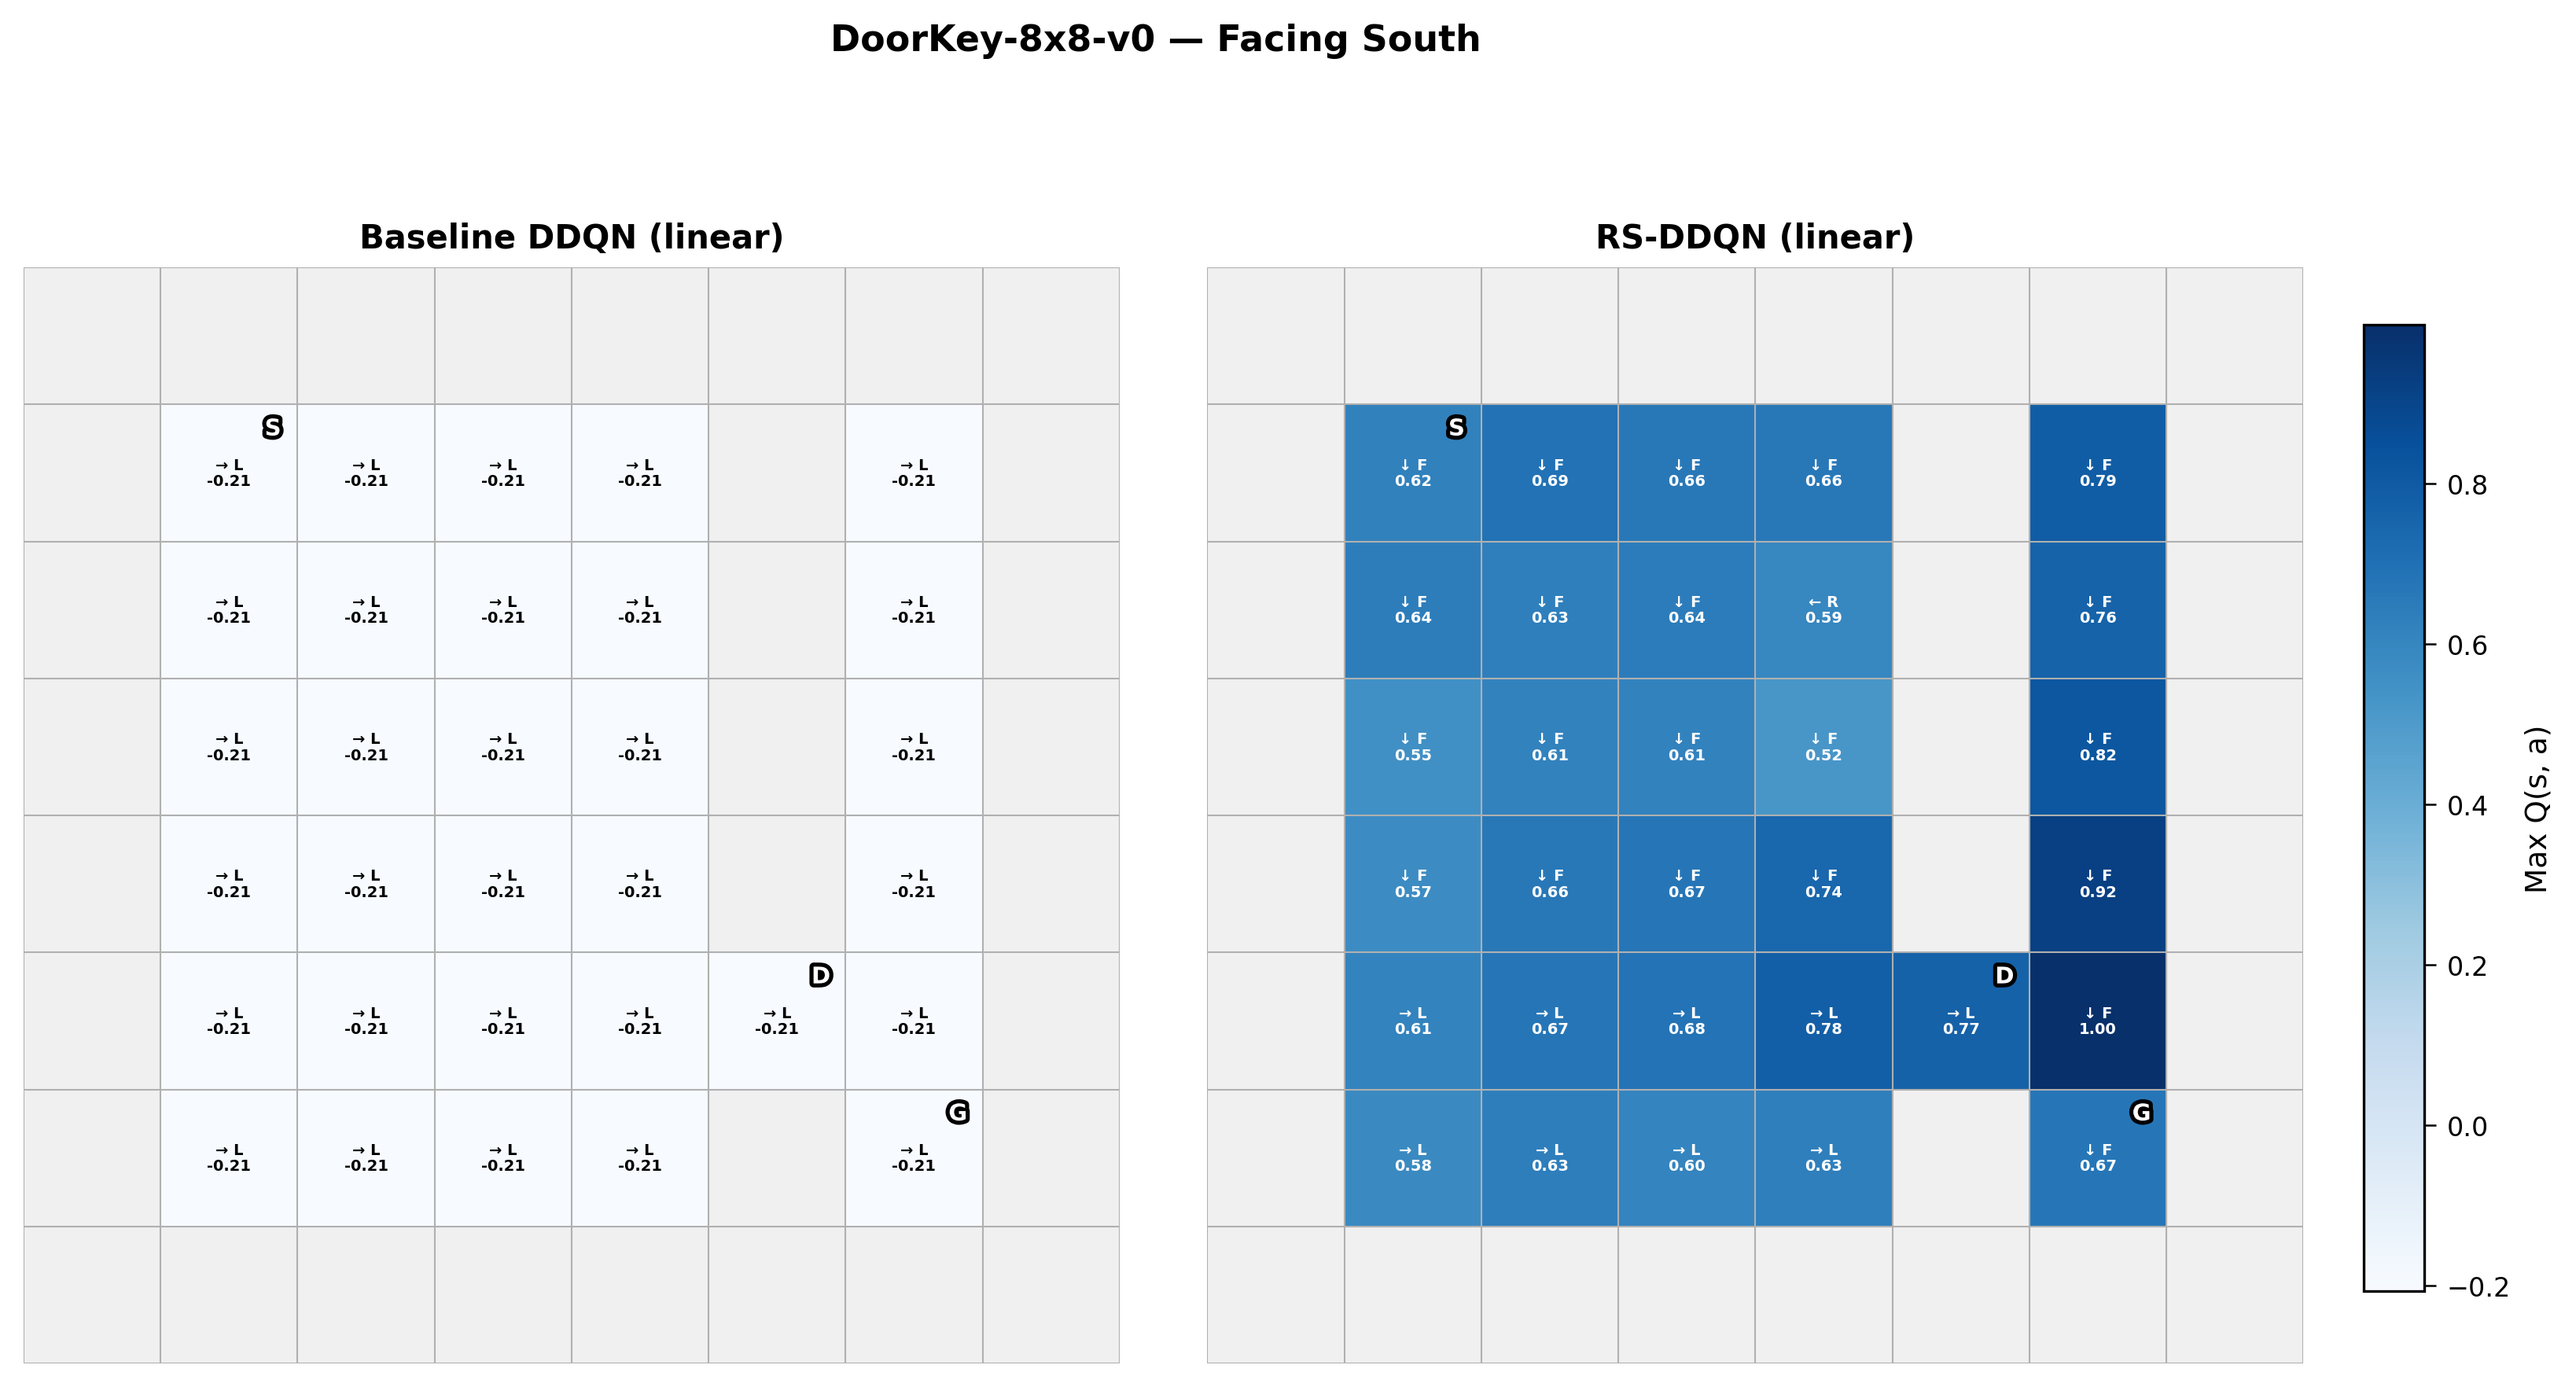 DoorKey-8x8-v0 — Facing South
Baseline DDQN (linear)
S
→ L → L → L → L → L
-0.21 -0.21 -0.21 -0.21 -0.21
→ L → L → L → L → L
-0.21 -0.21 -0.21 -0.21 -0.21
→ L → L → L → L → L
-0.21 -0.21 -0.21 -0.21 -0.21
→ L → L → L → L → L
-0.21 -0.21 -0.21 -0.21 -0.21
D
→ L → L → L → L → L → L
-0.21 -0.21 -0.21 -0.21 -0.21 -0.21
G
→ L → L → L → L → L
-0.21 -0.21 -0.21 -0.21 -0.21
RS-DDQN (linear)
S
↓ F ↓ F ↓ F ↓ F ↓ F
0.62 0.69 0.66 0.66 0.79
↓ F ↓ F ↓ F ← R ↓ F
0.64 0.63 0.64 0.59 0.76
↓ F ↓ F ↓ F ↓ F ↓ F
0.55 0.61 0.61 0.52 0.82
↓ F ↓ F ↓ F ↓ F ↓ F
0.57 0.66 0.67 0.74 0.92
D
→ L → L → L → L → L ↓ F
0.61 0.67 0.68 0.78 0.77 1.00
G
→ L → L → L → L ↓ F
0.58 0.63 0.60 0.63 0.67
0.8
0.6
0.4
0.2
0.0
−0.2
Max Q(s, a)